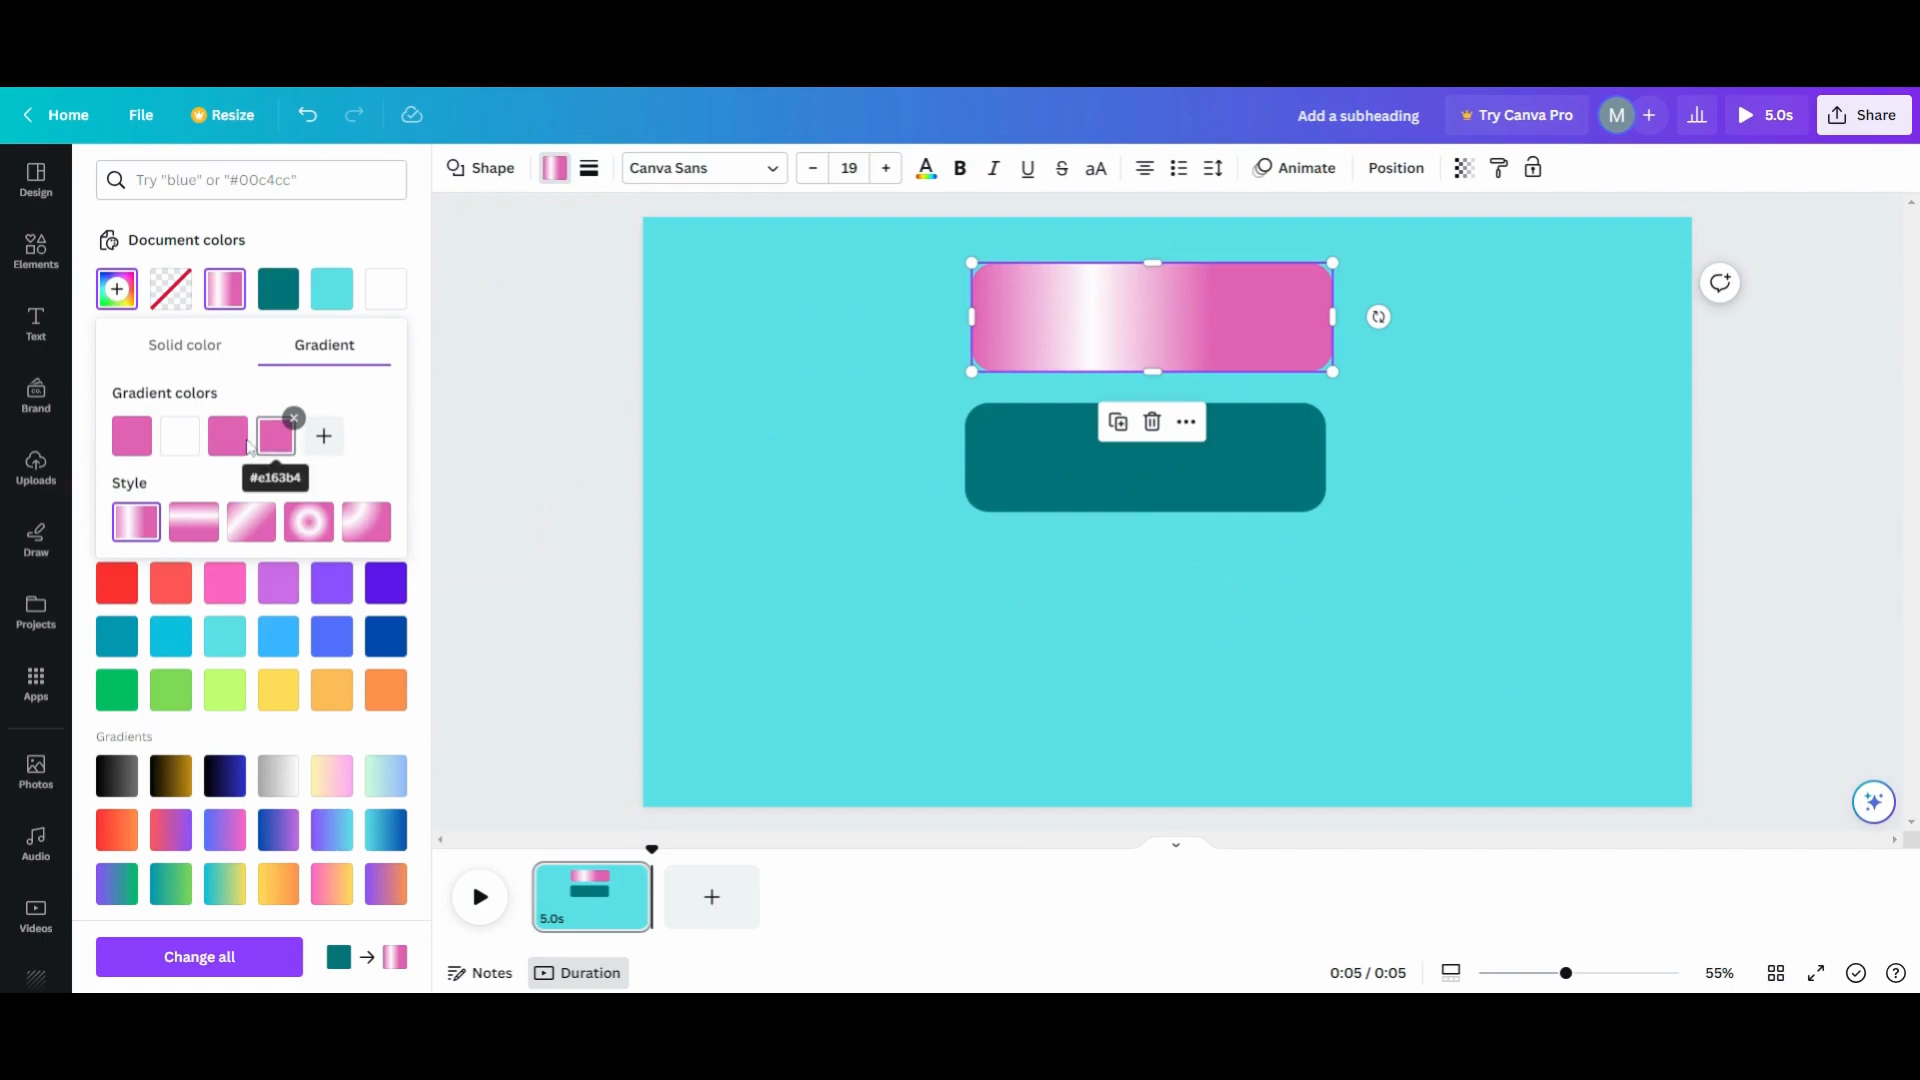 Home
File
Resize
Add a subheading
Try Canva Pro
M
5.0s
Share
Design
Elements
Text
Brand
Uploads
Draw
Projects
Apps
Photos
Audio
Videos
Try "blue" or "#00c4cc"
Document colors
Solid color
Gradient
Gradient colors
#e163b4
Style
Gradients
Change all
Shape
Canva Sans
19
A
B
I
U
S
aA
Animate
Position
5.0s
Notes
Duration
0:05 / 0:05
55%